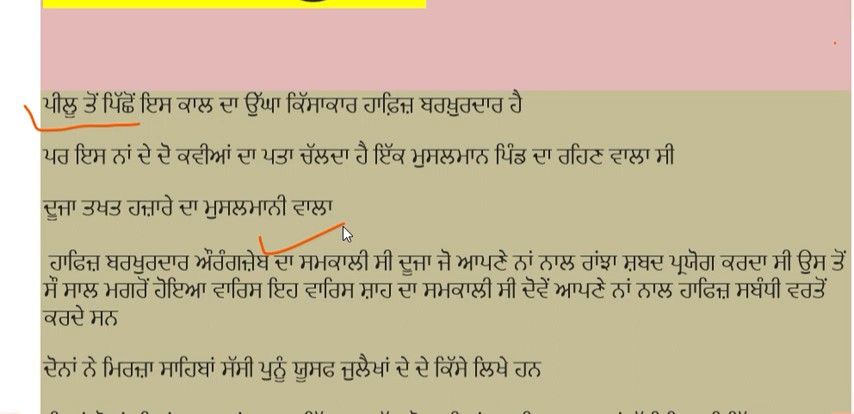 ਪੀਲੂ ਤੋਂ ਪਿੱਛੋਂ ਇਸ ਕਾਲ ਦਾ ਉੱਘਾ ਕਿੱਸਾਕਾਰ ਹਾਫ਼ਿਜ਼ ਬਰਖ਼ੁਰਦਾਰ ਹੈ
ਪਰ ਇਸ ਨਾਂ ਦੇ ਦੋ ਕਵੀਆਂ ਦਾ ਪਤਾ ਚੱਲਦਾ ਹੈ ਇੱਕ ਮੁਸਲਮਾਨ ਪਿੰਡ ਦਾ ਰਹਿਣ ਵਾਲਾ ਸੀ
ਦੂਜਾ ਤਖਤ ਹਜ਼ਾਰੇ ਦਾ ਮੁਸਲਮਾਨੀ ਵਾਲਾ
ਹਾਫਿਜ਼ ਬਰਖੁਰਦਾਰ ਔਰੰਗਜ਼ੇਬ ਦਾ ਸਮਕਾਲੀ ਸੀ ਦੂਜਾ ਜੋ ਆਪਣੇ ਨਾਂ ਨਾਲ ਰਾਂਝਾ ਸ਼ਬਦ ਪ੍ਰਯੋਗ ਕਰਦਾ ਸੀ ਉਸ ਤੋਂ
ਸੌ ਸਾਲ ਮਗਰੋਂ ਹੋਇਆ ਵਾਰਿਸ ਇਹ ਵਾਰਿਸ ਸ਼ਾਹ ਦਾ ਸਮਕਾਲੀ ਸੀ ਦੋਵੇਂ ਆਪਣੇ ਨਾਂ ਨਾਲ ਹਾਫਿਜ਼ ਸਬੰਧੀ ਵਰਤੋਂ
ਕਰਦੇ ਸਨ
ਦੋਨਾਂ ਨੇ ਮਿਰਜ਼ਾ ਸਾਹਿਬਾਂ ਸੱਸੀ ਪੁਨੂੰ ਯੂਸਫ ਜੁਲੈਖਾਂ ਦੇ ਦੇ ਕਿੱਸੇ ਲਿਖੇ ਹਨ